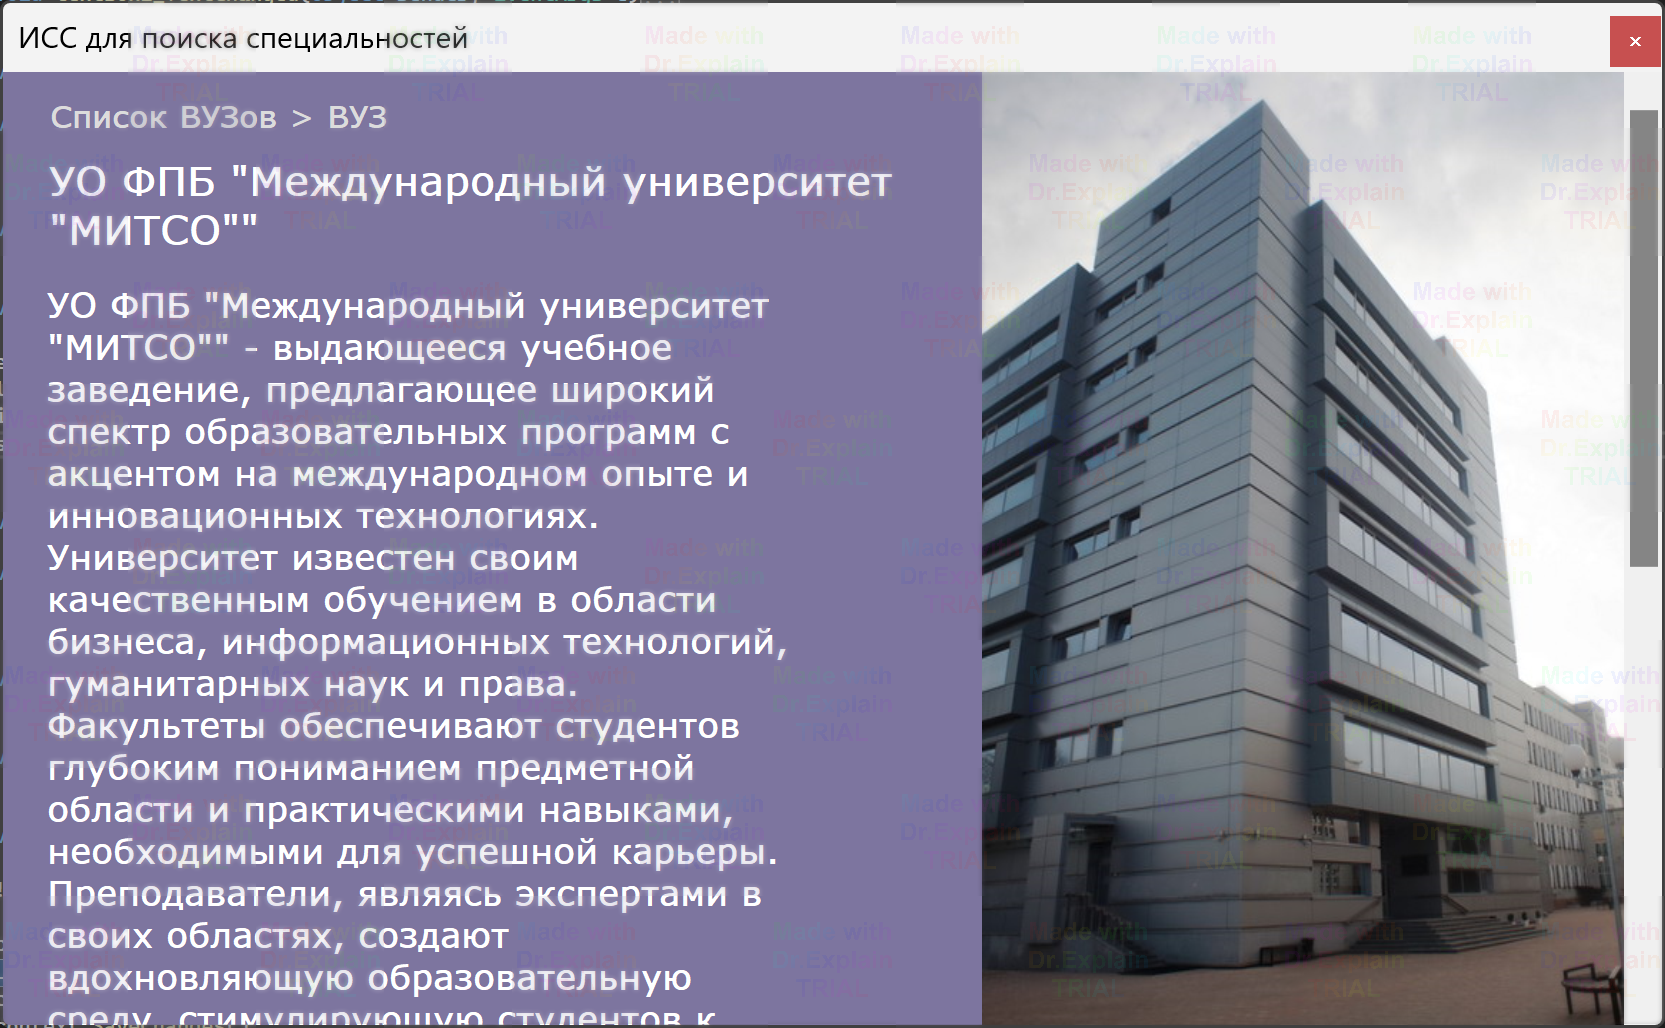 ИСС для поиска специальностей
Список ВУЗов > ВУЗ
УО ФПБ "Международный университет
"МИТСО""
УО ФПБ "Международный университет
"МИТСО"" - выдающееся учебное
заведение, предлагающее широкий
спектр образовательных программ с
акцентом на международном опыте и
инновационных технологиях.
Университет известен своим
качественным обучением в области
бизнеса, информационных технологий,
гуманитарных наук и права.
Факультеты обеспечивают студентов
глубоким пониманием предметной
области и практическими навыками,
необходимыми для успешной карьеры.
Преподаватели, являясь экспертами в
своих областях, создают
вдохновляющую образовательную
среду, стимулирующую студентов к
Made with
Dr.Explain
TRIAL